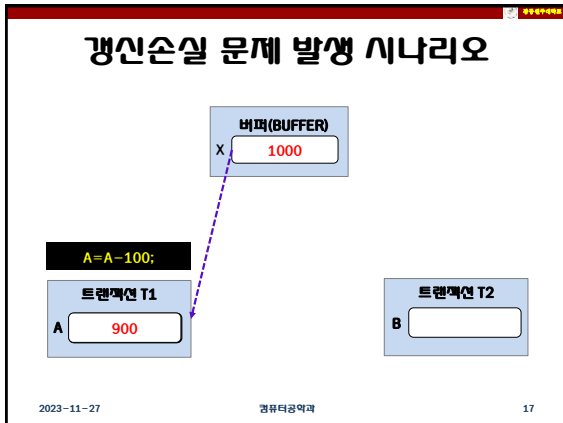 갱신손실 문제 발생 시나리오
버퍼(BUFFER)
X 1000
A=A-100;
트랜잭션 T1
A 900
트랜잭션 T2
B
2023-11-27 컴퓨터공학과 17